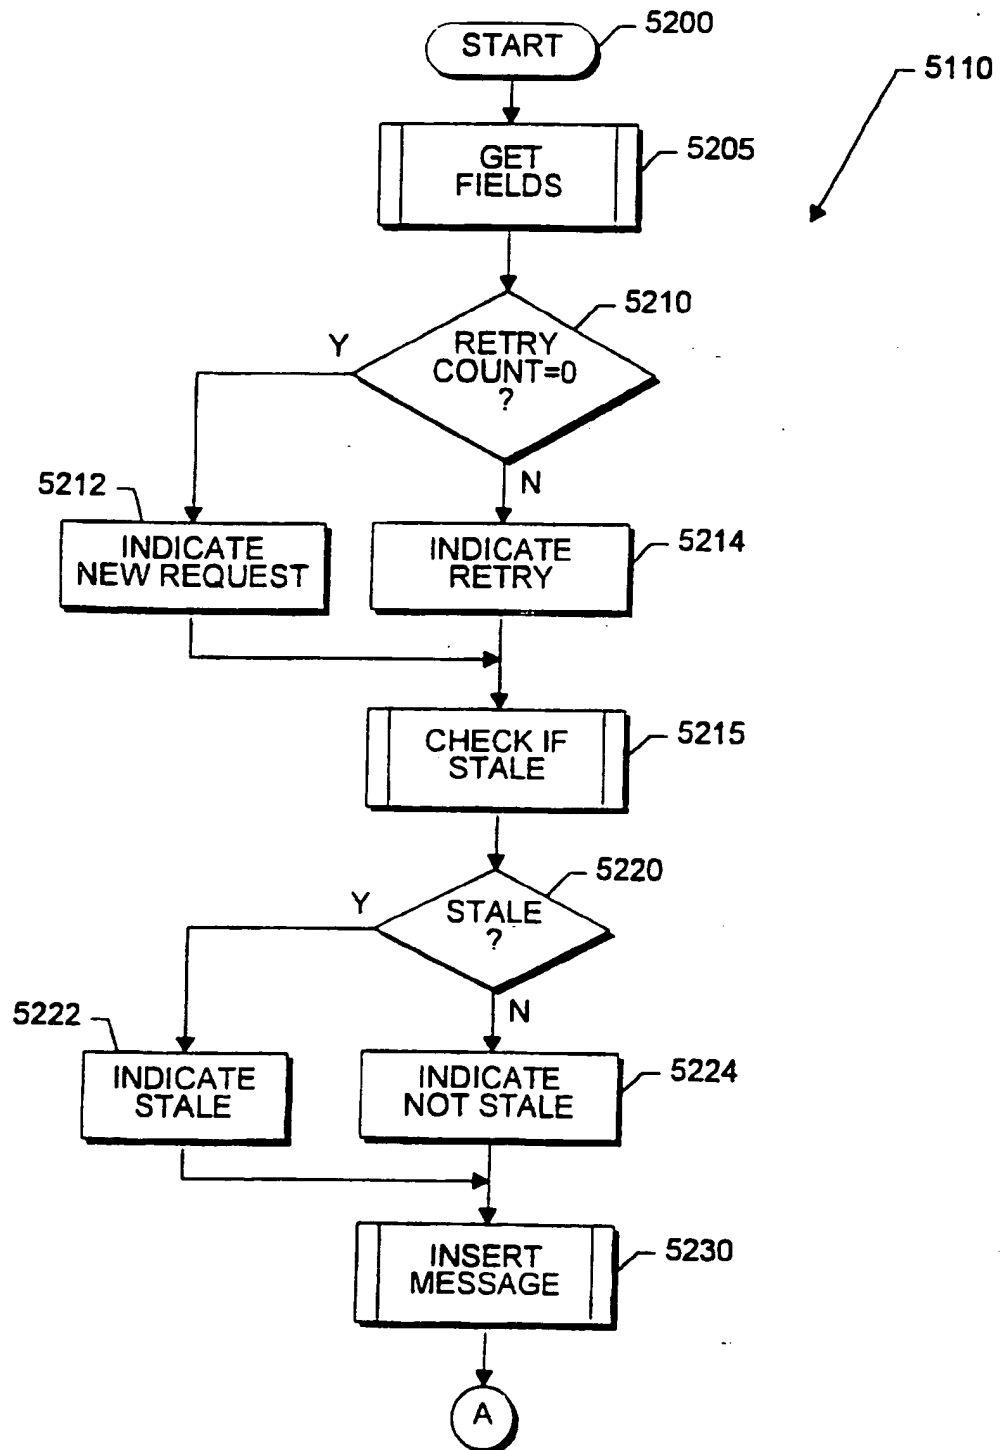 START
5200
5110
GET
FIELDS
5205
5210
RETRY
COUNT=0
?
Y
N
5212
INDICATE
NEW REQUEST
INDICATE
RETRY
5214
CHECK IF
STALE
5215
5220
STALE
?
Y
N
5222
INDICATE
STALE
INDICATE
NOT STALE
5224
INSERT
MESSAGE
5230
A